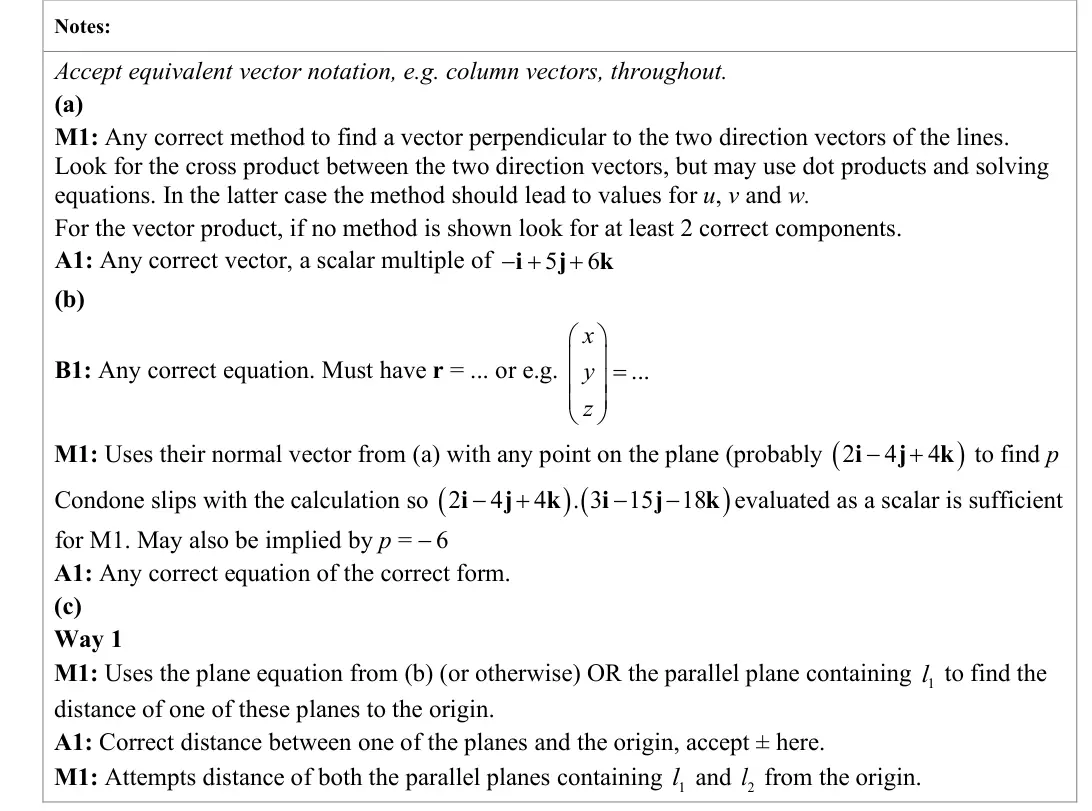 Notes:
Accept equivalent vector notation, e.g. column vectors, throughout.
(a)
M1: Any correct method to find a vector perpendicular to the two direction vectors of the lines.
Look for the cross product between the two direction vectors, but may use dot products and solving
equations. In the latter case the method should lead to values for u, v and w.
For the vector product, if no method is shown look for at least 2 correct components.
A1: Any correct vector, a scalar multiple of −i + 5j + 6k
(b)
B1: Any correct equation. Must have r = ... or e.g. (x y z) = ...
M1: Uses their normal vector from (a) with any point on the plane (probably (2i − 4j + 4k) to find p
Condone slips with the calculation so (2i − 4j + 4k).(3i − 15j − 18k) evaluated as a scalar is sufficient
for M1. May also be implied by p = − 6
A1: Any correct equation of the correct form.
(c)
Way 1
M1: Uses the plane equation from (b) (or otherwise) OR the parallel plane containing l₁ to find the
distance of one of these planes to the origin.
A1: Correct distance between one of the planes and the origin, accept ± here.
M1: Attempts distance of both the parallel planes containing l₁ and l₂ from the origin.